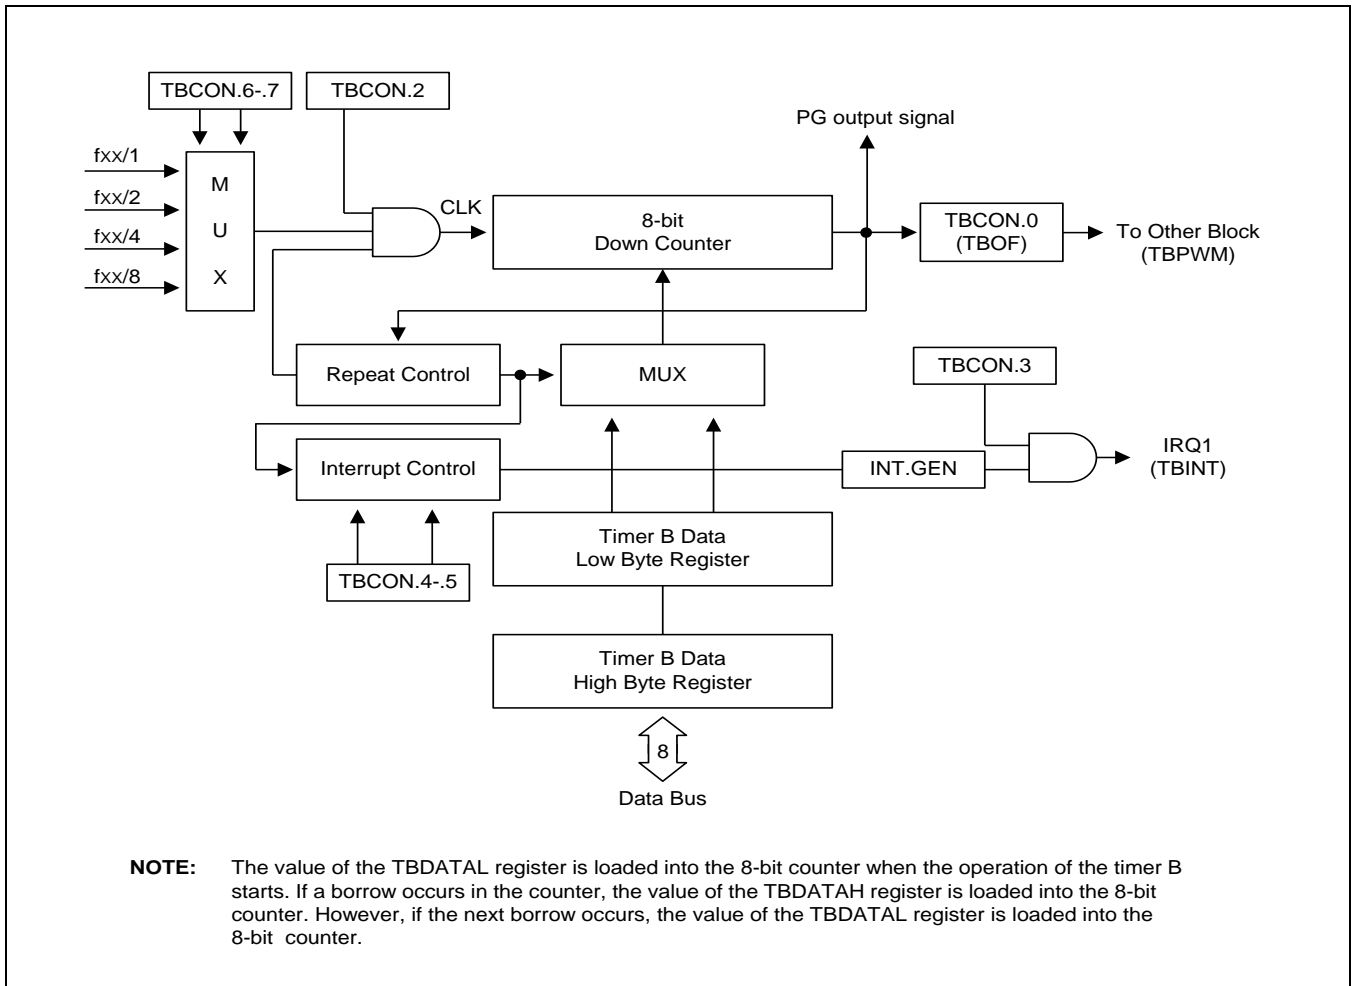 TBCON.6-.7
TBCON.2
PG output signal
fxx/1
fxx/2
fxx/4
fxx/8
M
U
X
CLK
8-bit
Down Counter
TBCON.0
(TBOF)
To Other Block
(TBPWM)
Repeat Control
MUX
TBCON.3
Interrupt Control
INT.GEN
IRQ1
(TBINT)
TBCON.4-.5
Timer B Data
Low Byte Register
Timer B Data
High Byte Register
8
Data Bus
NOTE: The value of the TBDATAL register is loaded into the 8-bit counter when the operation of the timer B
starts. If a borrow occurs in the counter, the value of the TBDATAH register is loaded into the 8-bit
counter. However, if the next borrow occurs, the value of the TBDATAL register is loaded into the
8-bit counter.